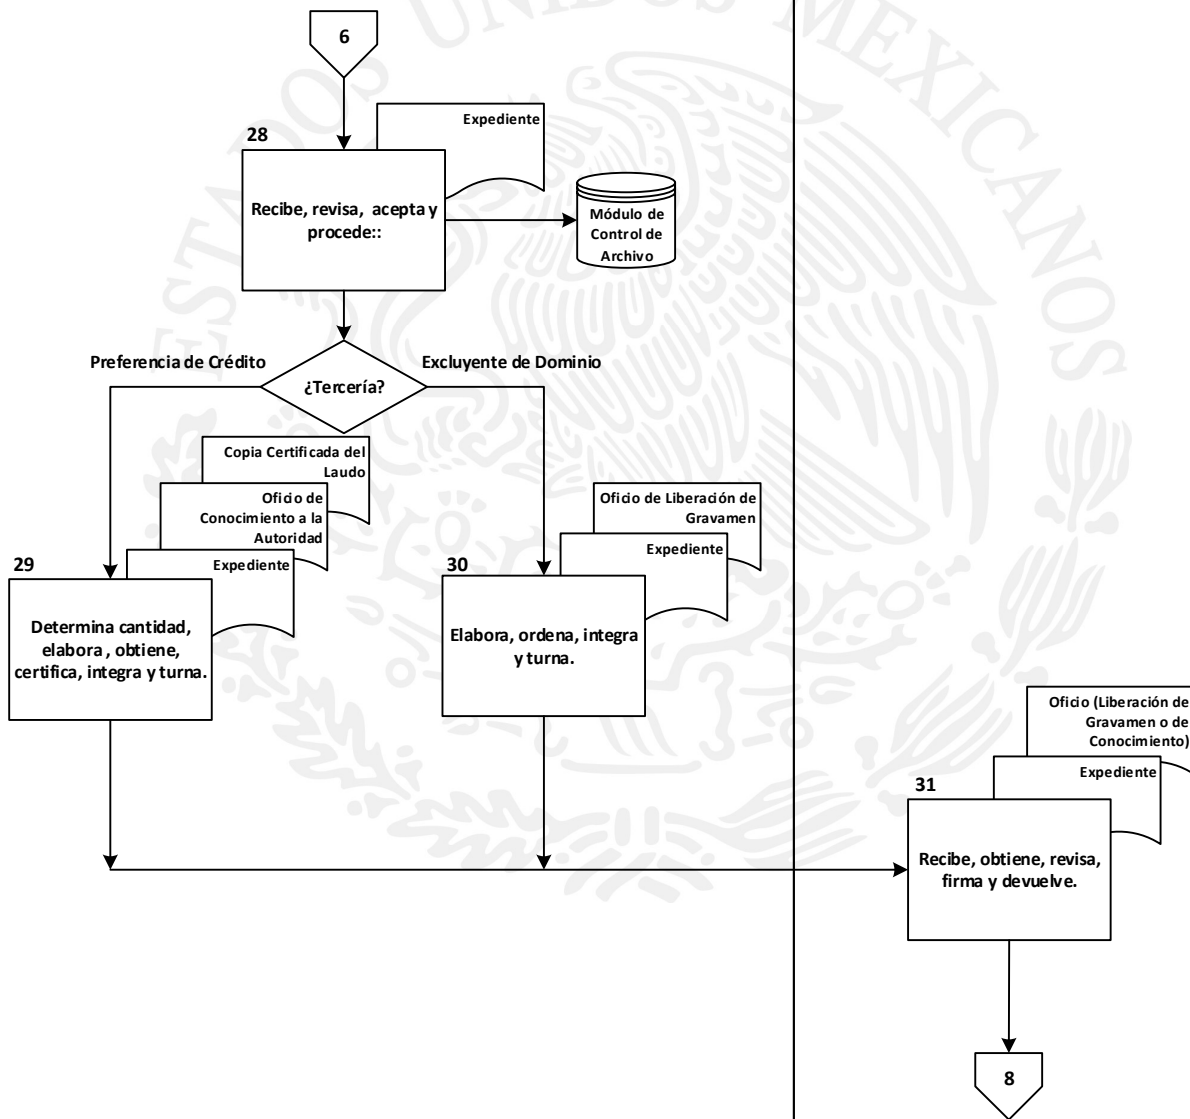 ESTADOS UNIDOS MEXICANOS
6
Expediente
28
Recibe, revisa, acepta y
procede::
Módulo de
Control de
Archivo
Preferencia de Crédito
¿Tercería?
Excluyente de Dominio
Copia Certificada del
Laudo
Oficio de
Conocimiento a la
Autoridad
Expediente
29
Determina cantidad,
elabora , obtiene,
certifica, integra y turna.
Oficio de Liberación de
Gravamen
Expediente
30
Elabora, ordena, integra
y turna.
Oficio (Liberación de
Gravamen o de
Conocimiento)
Expediente
31
Recibe, obtiene, revisa,
firma y devuelve.
8